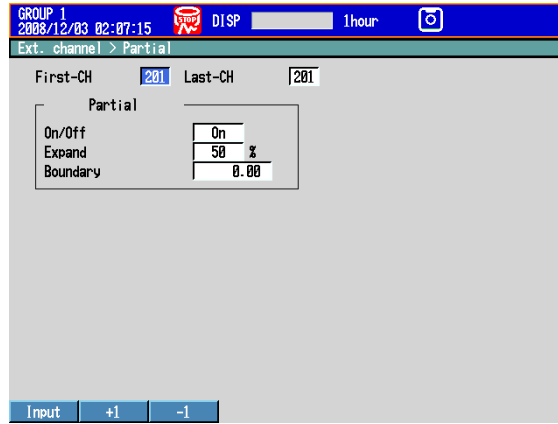 GROUP 1
2008/12/03 02:07:15
STOP
DISP
1hour
Ext. channel > Partial
First-CH 201 Last-CH 201
Partial
On/Off On
Expand 50 %
Boundary 0.00
Input +1 -1